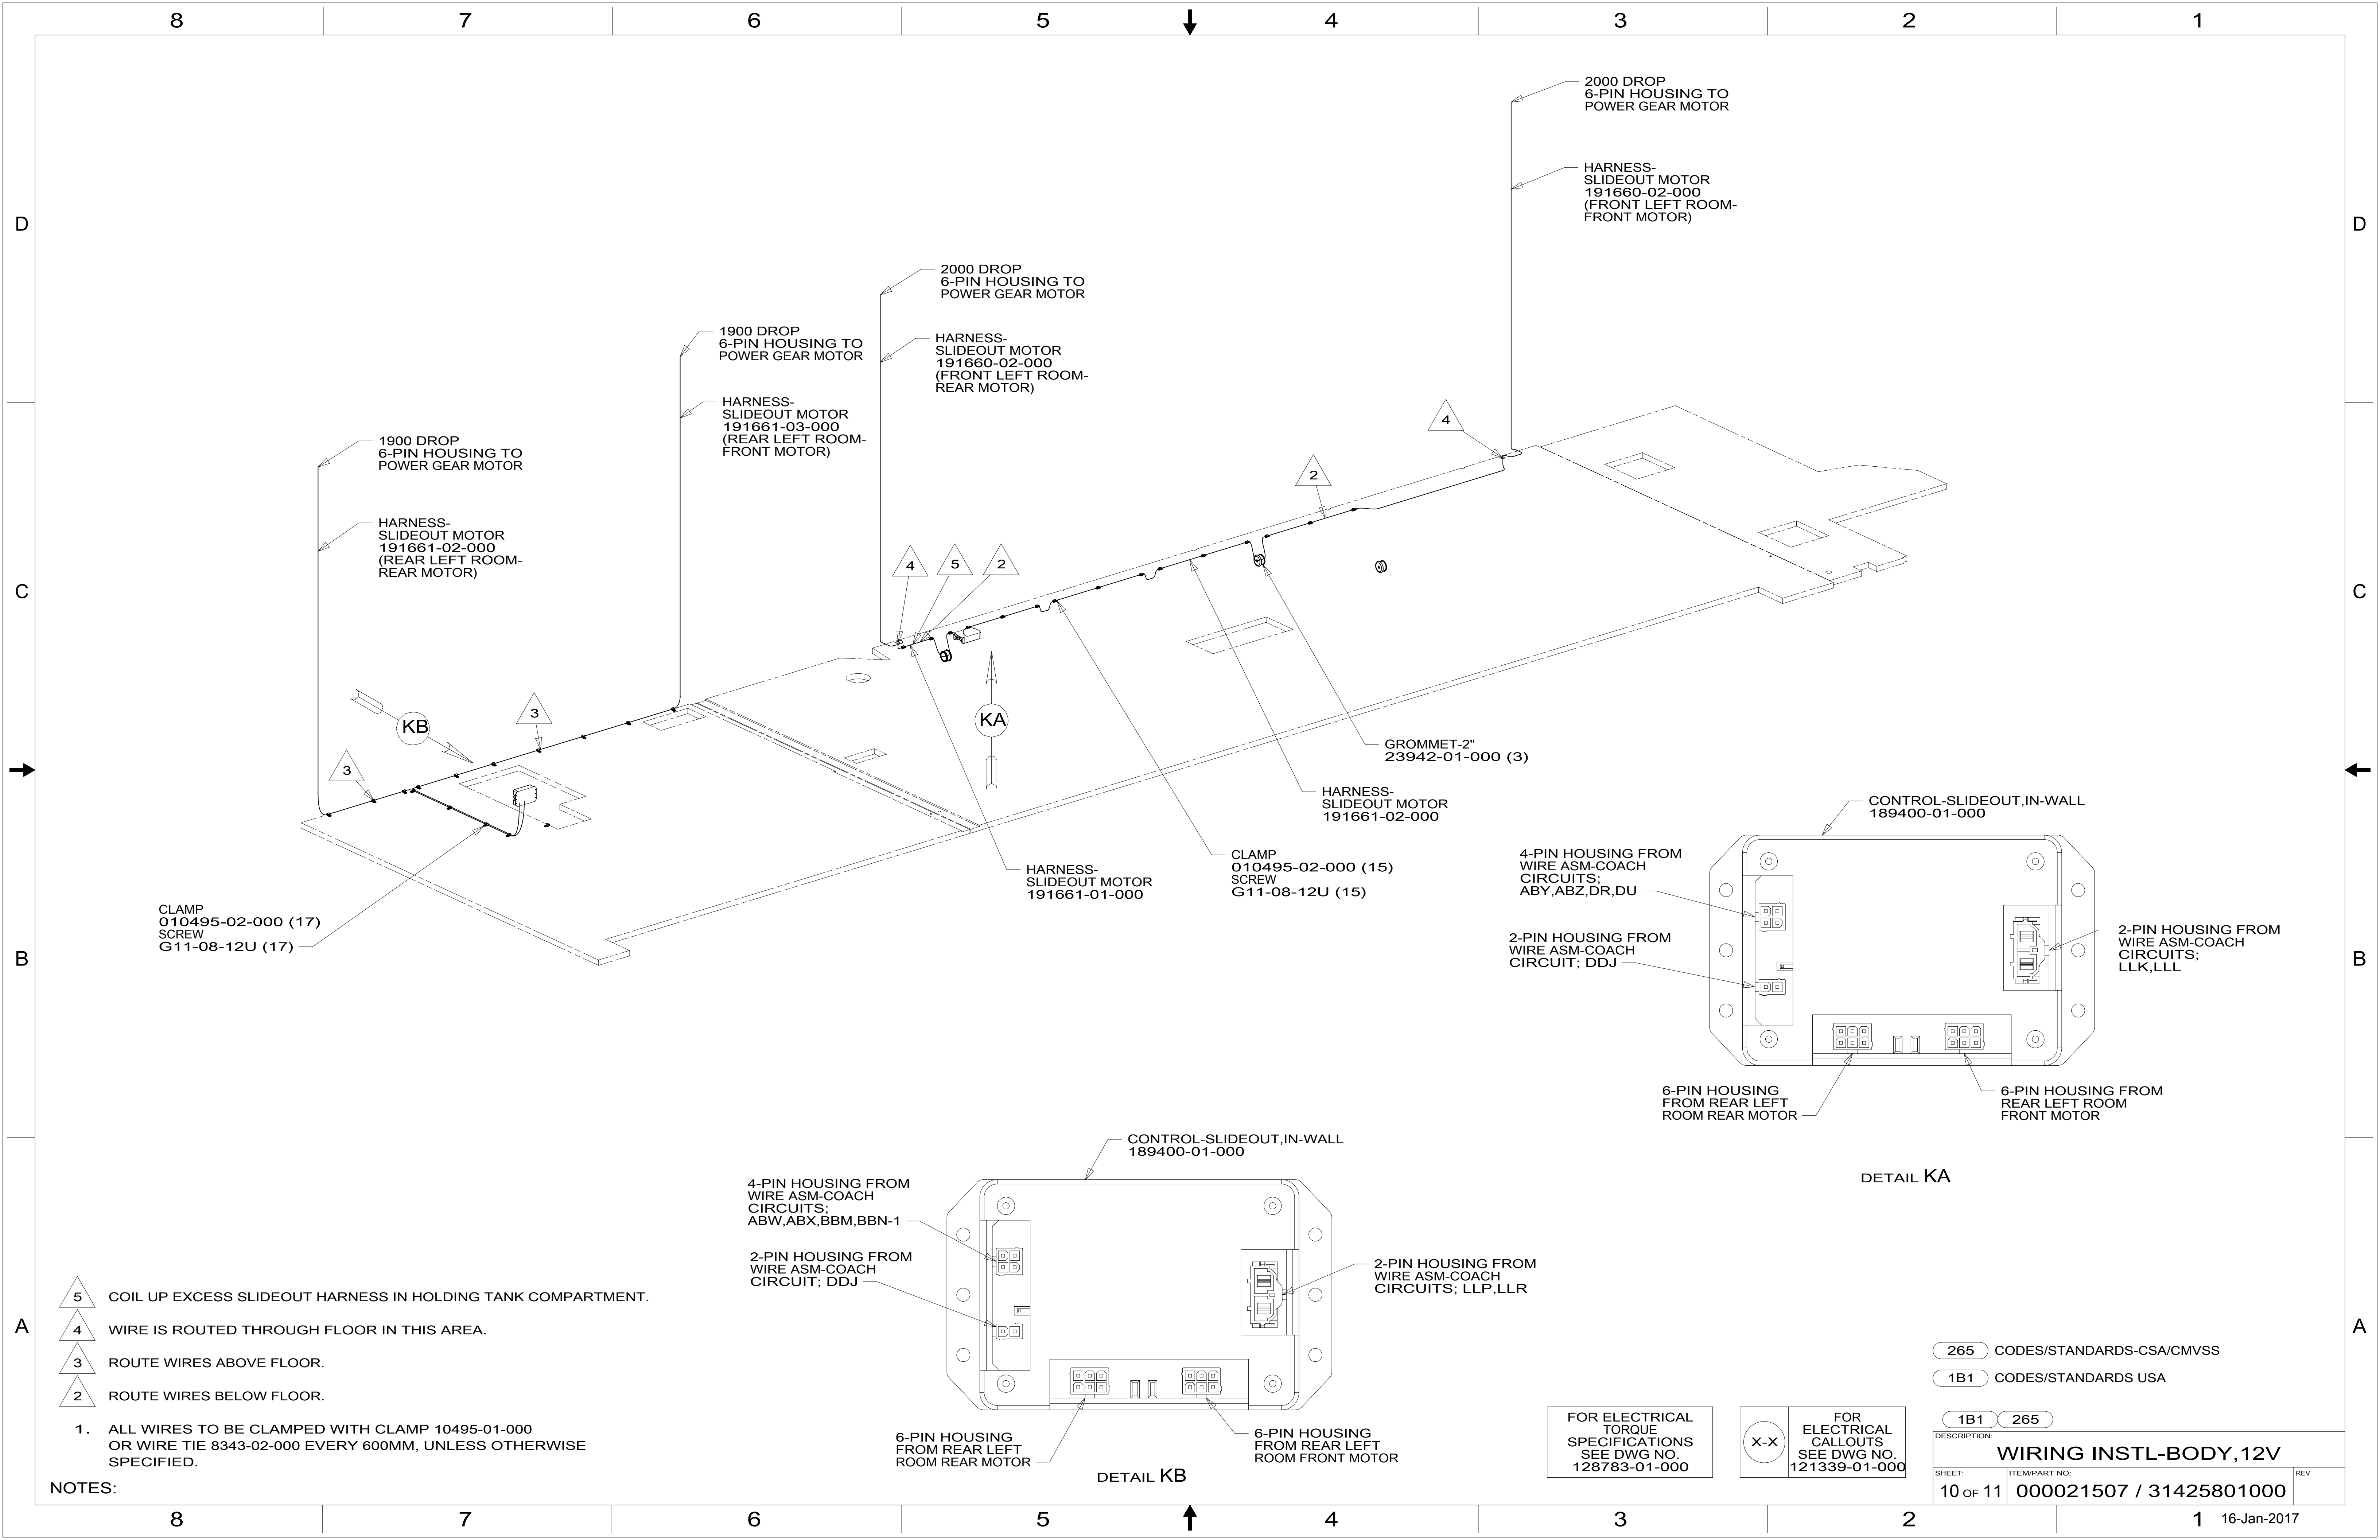 8 7 6 5 4 3 2 1
D
D
C
C
B
B
A
A
2000 DROP
6-PIN HOUSING TO
POWER GEAR MOTOR
HARNESS-
SLIDEOUT MOTOR
191660-02-000
(FRONT LEFT ROOM-
FRONT MOTOR)
2000 DROP
6-PIN HOUSING TO
POWER GEAR MOTOR
HARNESS-
SLIDEOUT MOTOR
191660-02-000
(FRONT LEFT ROOM-
REAR MOTOR)
1900 DROP
6-PIN HOUSING TO
POWER GEAR MOTOR
HARNESS-
SLIDEOUT MOTOR
191661-03-000
(REAR LEFT ROOM-
FRONT MOTOR)
1900 DROP
6-PIN HOUSING TO
POWER GEAR MOTOR
HARNESS-
SLIDEOUT MOTOR
191661-02-000
(REAR LEFT ROOM-
REAR MOTOR)
4
2
4
5
2
3
3
KB
KA
GROMMET-2"
23942-01-000 (3)
HARNESS-
SLIDEOUT MOTOR
191661-02-000
CLAMP
010495-02-000 (15)
SCREW
G11-08-12U (15)
HARNESS-
SLIDEOUT MOTOR
191661-01-000
CLAMP
010495-02-000 (17)
SCREW
G11-08-12U (17)
CONTROL-SLIDEOUT,IN-WALL
189400-01-000
4-PIN HOUSING FROM
WIRE ASM-COACH
CIRCUITS;
ABY,ABZ,DR,DU
2-PIN HOUSING FROM
WIRE ASM-COACH
CIRCUIT; DDJ
2-PIN HOUSING FROM
WIRE ASM-COACH
CIRCUITS;
LLK,LLL
6-PIN HOUSING
FROM REAR LEFT
ROOM REAR MOTOR
6-PIN HOUSING FROM
REAR LEFT ROOM
FRONT MOTOR
DETAIL KA
CONTROL-SLIDEOUT,IN-WALL
189400-01-000
4-PIN HOUSING FROM
WIRE ASM-COACH
CIRCUITS;
ABW,ABX,BBM,BBN-1
2-PIN HOUSING FROM
WIRE ASM-COACH
CIRCUIT; DDJ
2-PIN HOUSING FROM
WIRE ASM-COACH
CIRCUITS; LLP,LLR
6-PIN HOUSING
FROM REAR LEFT
ROOM REAR MOTOR
6-PIN HOUSING
FROM REAR LEFT
ROOM FRONT MOTOR
DETAIL KB
5 COIL UP EXCESS SLIDEOUT HARNESS IN HOLDING TANK COMPARTMENT.
4 WIRE IS ROUTED THROUGH FLOOR IN THIS AREA.
3 ROUTE WIRES ABOVE FLOOR.
2 ROUTE WIRES BELOW FLOOR.
1. ALL WIRES TO BE CLAMPED WITH CLAMP 10495-01-000
OR WIRE TIE 8343-02-000 EVERY 600MM, UNLESS OTHERWISE
SPECIFIED.
NOTES:
FOR ELECTRICAL
TORQUE
SPECIFICATIONS
SEE DWG NO.
128783-01-000
X-X
FOR
ELECTRICAL
CALLOUTS
SEE DWG NO.
121339-01-000
265 CODES/STANDARDS-CSA/CMVSS
1B1 CODES/STANDARDS USA
1B1 265
DESCRIPTION:
WIRING INSTL-BODY,12V
SHEET: ITEM/PART NO: REV
10 OF 11 000021507 / 31425801000
8 7 6 5 4 3 2 1
16-Jan-2017